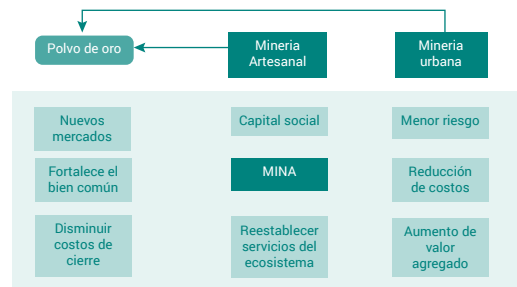 Polvo de oro
Mineria
Artesanal
Mineria
urbana
Nuevos
mercados
Capital social
Menor riesgo
Fortalece el
bien común
MINA
Reducción
de costos
Disminuir
costos de
cierre
Reestablecer
servicios del
ecosistema
Aumento de
valor
agregado